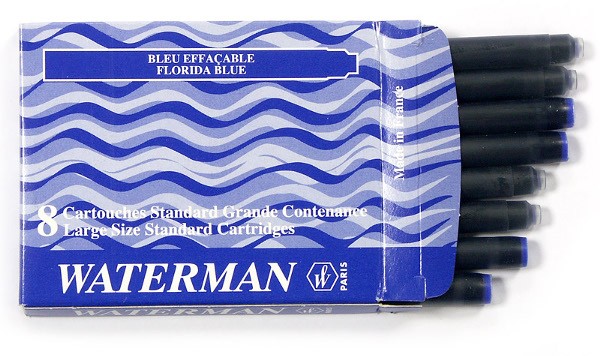 BLEU EFFAÇABLE
FLORIDA BLUE
Made in France
8 Cartouches Standard Grande Contenance
Large Size Standard Cartridges
WATERMAN
W
PARIS